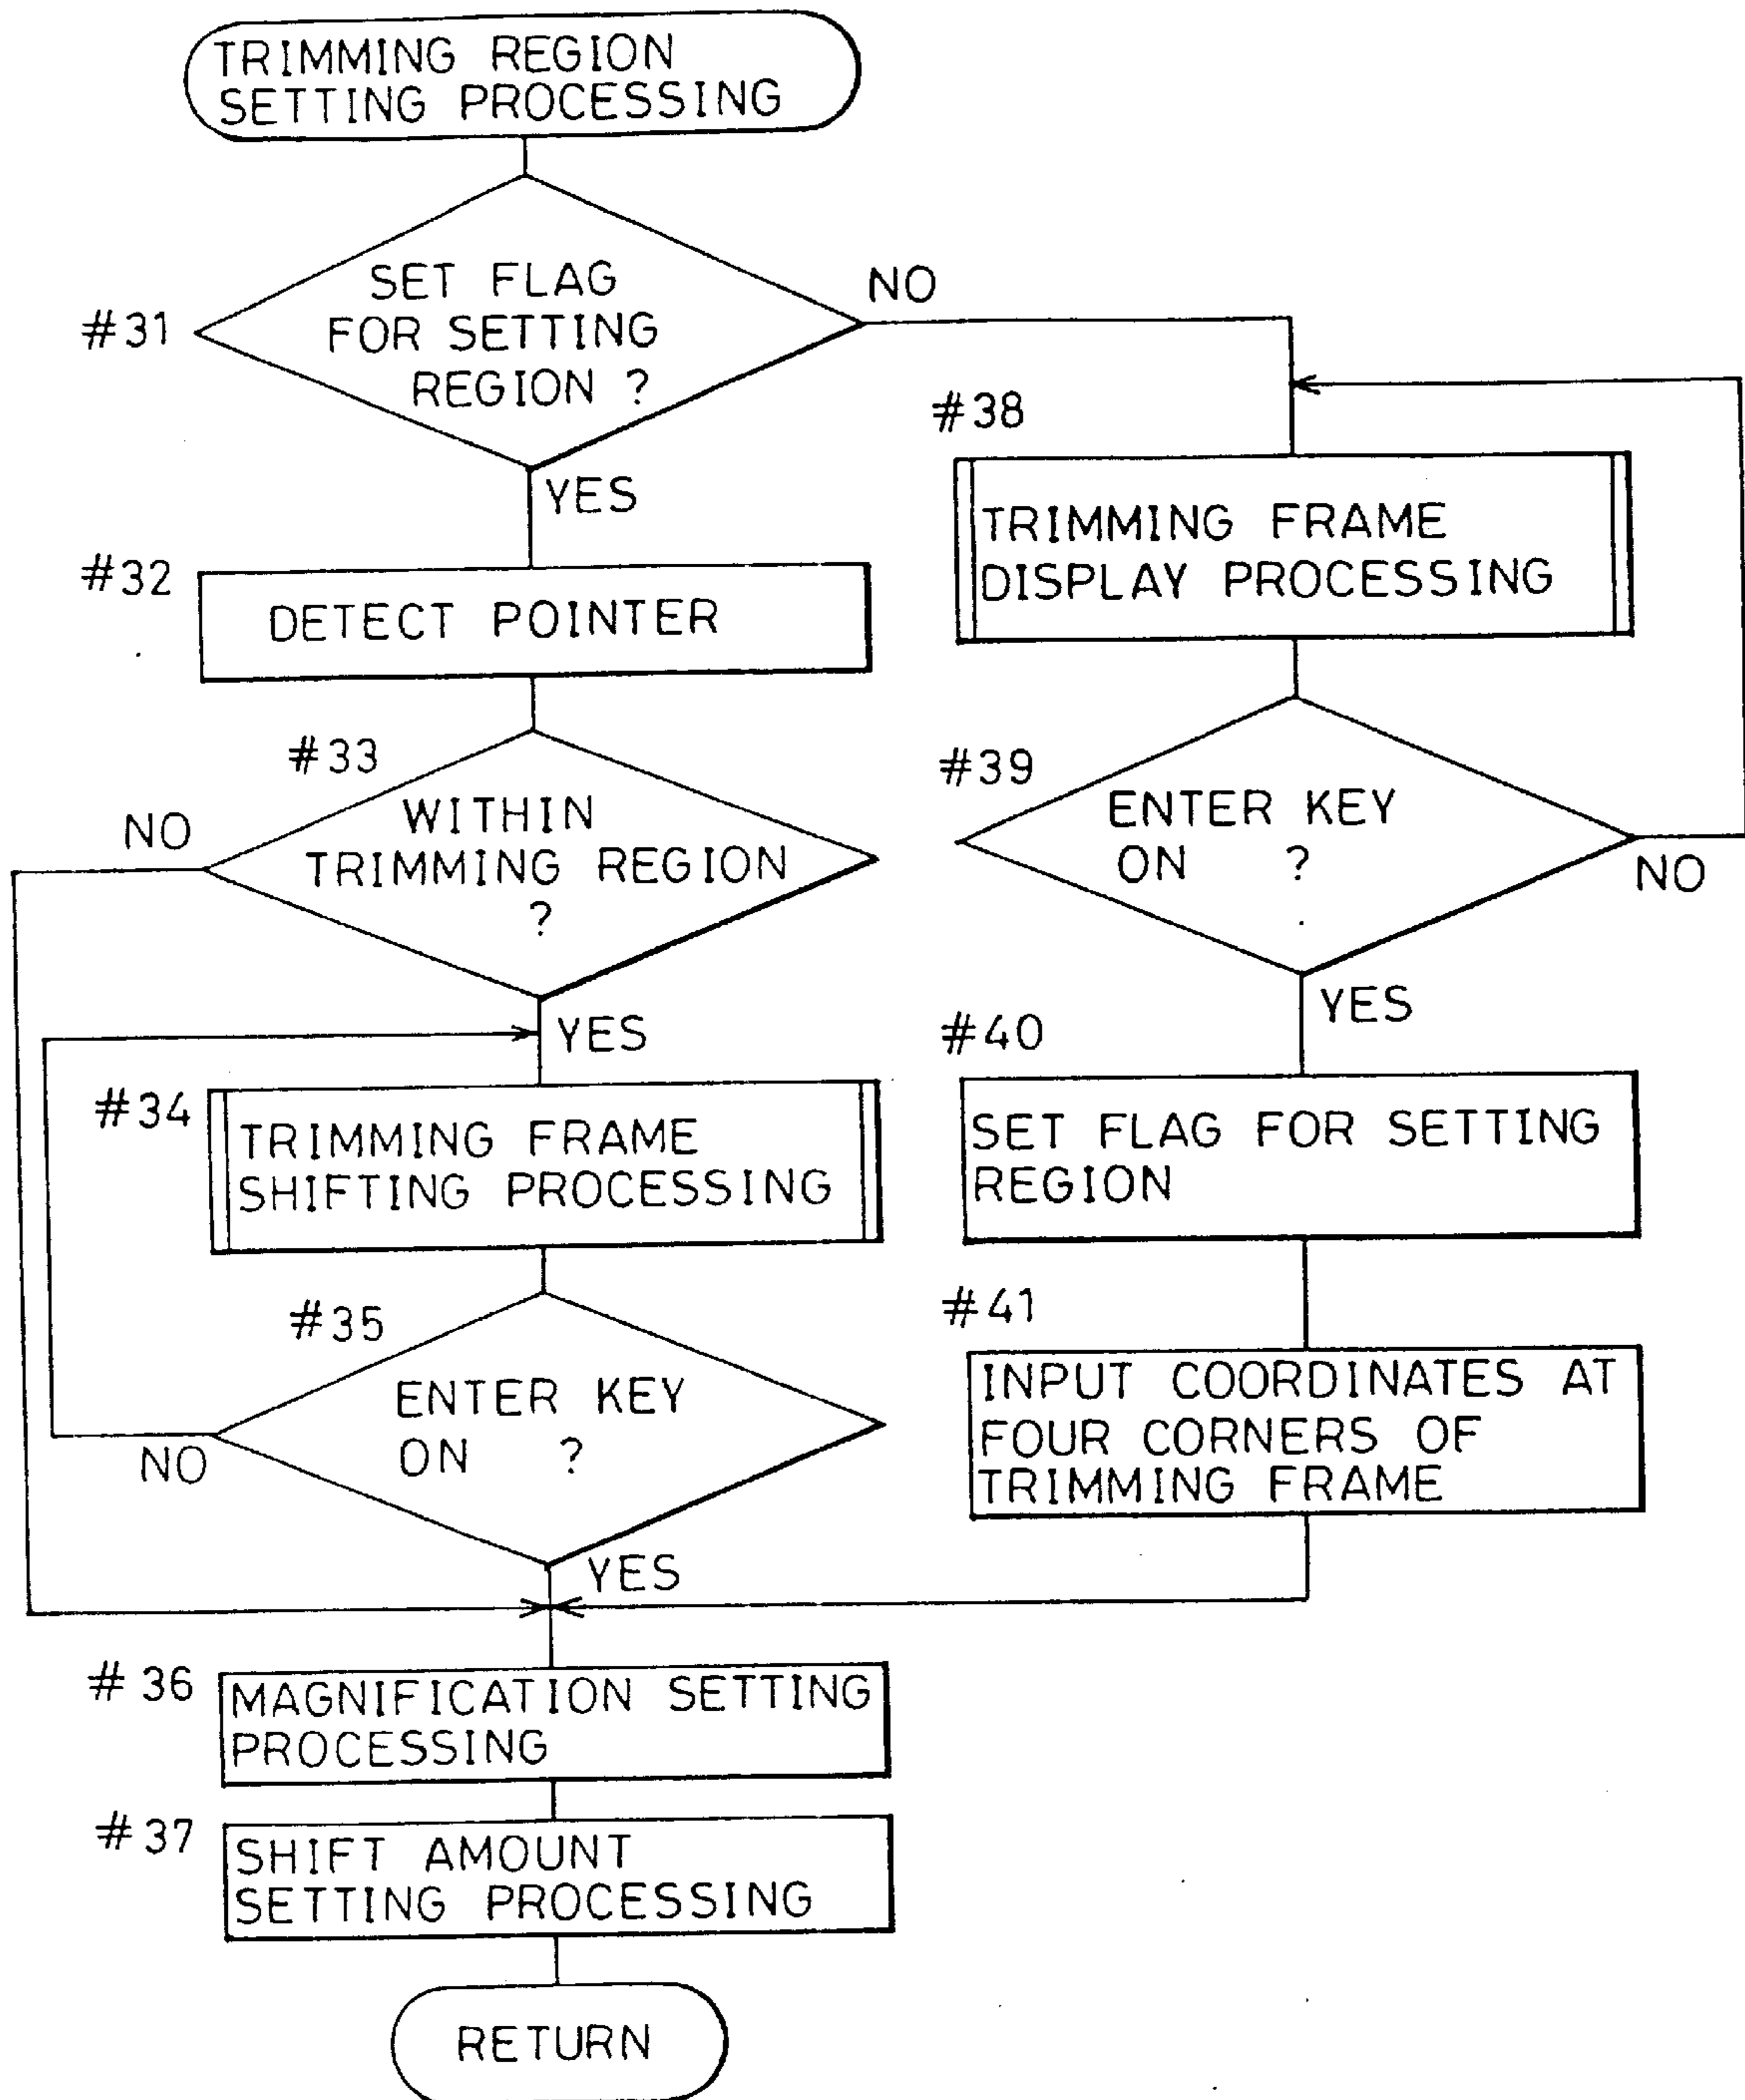 TRIMMING REGION
SETTING PROCESSING
#31
SET FLAG
FOR SETTING
REGION ?
NO
YES
#32
DETECT POINTER
#33
NO
WITHIN
TRIMMING REGION
?
YES
#34
TRIMMING FRAME
SHIFTING PROCESSING
#35
ENTER KEY
ON ?
NO
YES
#36
MAGNIFICATION SETTING
PROCESSING
#37
SHIFT AMOUNT
SETTING PROCESSING
RETURN
#38
TRIMMING FRAME
DISPLAY PROCESSING
#39
ENTER KEY
ON ?
NO
YES
#40
SET FLAG FOR SETTING
REGION
#41
INPUT COORDINATES AT
FOUR CORNERS OF
TRIMMING FRAME